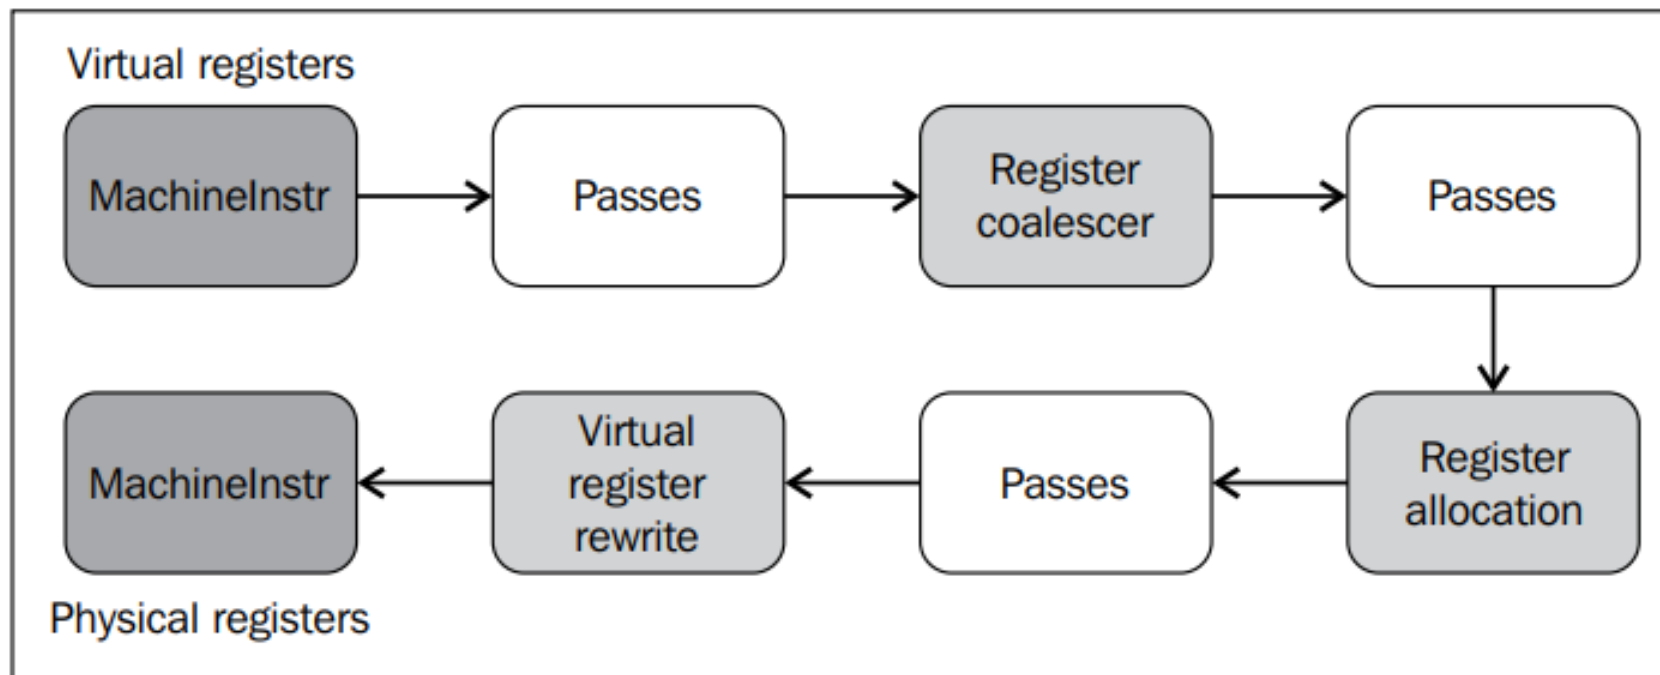 Virtual registers
MachineInstr
Passes
Register
coalescer
Passes
MachineInstr
Virtual
register
rewrite
Passes
Register
allocation
Physical registers